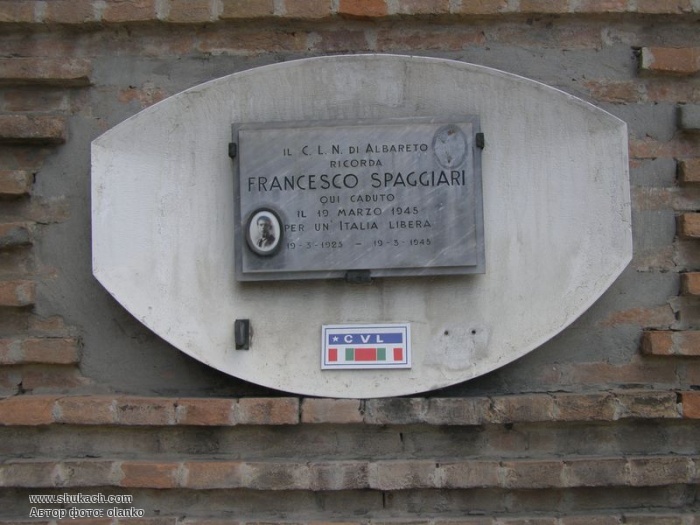 IL C. L. N. DI ALBARETO
RICORDA
FRANCESCO SPAGGIARI
QUI CADUTO
IL 19 MARZO 1945
PER UN' ITALIA LIBERA
19-3-1925 - 19-3-1945
CVL
www.shukach.com
Автор фото: olanko